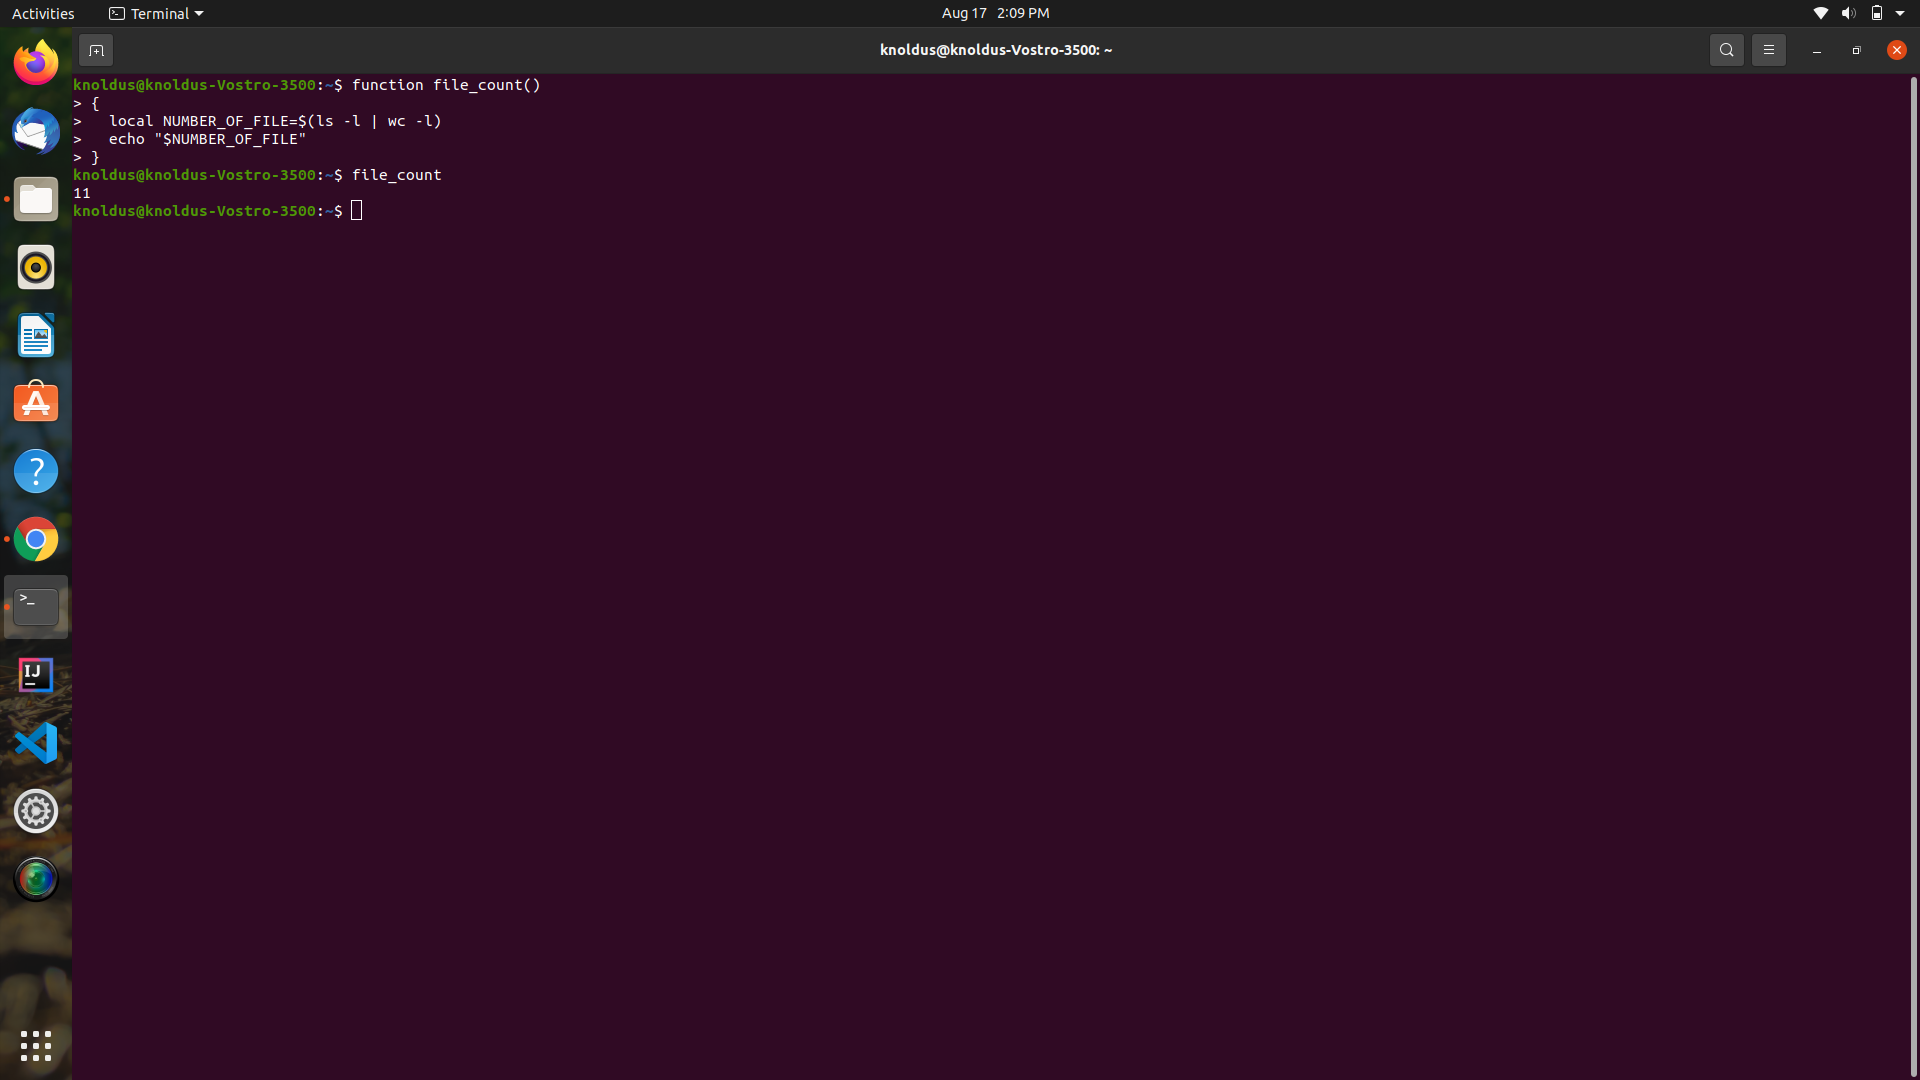 Activities
Terminal
Aug 17 2:09 PM
knoldus@knoldus-Vostro-3500: ~
knoldus@knoldus-Vostro-3500:~$ function file_count()
> {
>   local NUMBER_OF_FILE=$(ls -l | wc -l)
>   echo "$NUMBER_OF_FILE"
> }
knoldus@knoldus-Vostro-3500:~$ file_count
11
knoldus@knoldus-Vostro-3500:~$
?
>_
IJ